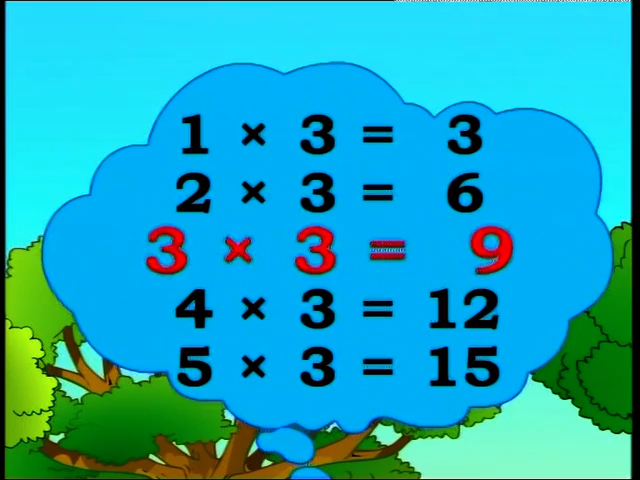 1 × 3 = 3
2 × 3 = 6
3 × 3 = 9
4 × 3 = 12
5 × 3 = 15